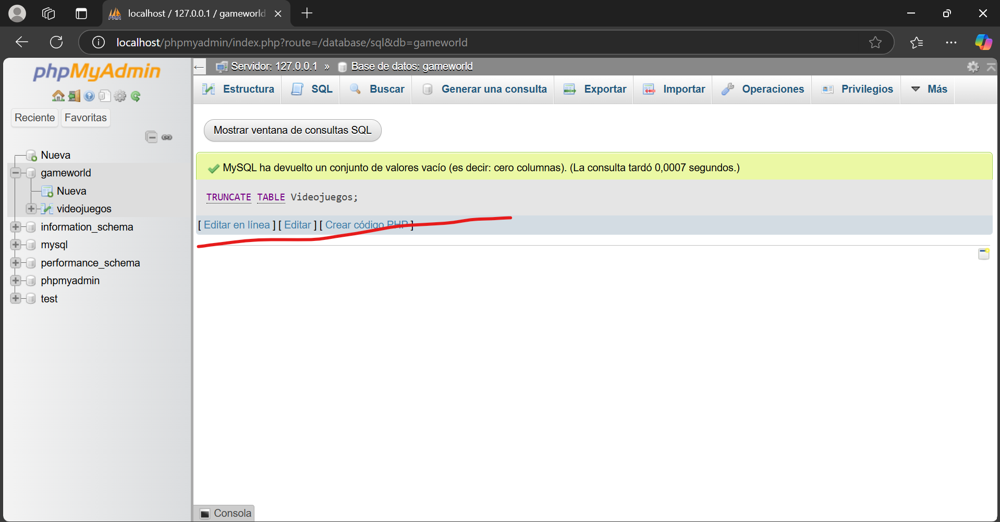 localhost / 127.0.0.1 / gameworld
localhost/phpmyadmin/index.php?route=/database/sql&db=gameworld
phpMyAdmin
Reciente
Favoritas
Nueva
gameworld
Nueva
videojuegos
information_schema
mysql
performance_schema
phpmyadmin
test
Servidor: 127.0.0.1 » Base de datos: gameworld
Estructura
SQL
Buscar
Generar una consulta
Exportar
Importar
Operaciones
Privilegios
Más
Mostrar ventana de consultas SQL
MySQL ha devuelto un conjunto de valores vacío (es decir: cero columnas). (La consulta tardó 0,0007 segundos.)
TRUNCATE TABLE Videojuegos;
[ Editar en línea ] [ Editar ] [ Crear código PHP ]
Consola